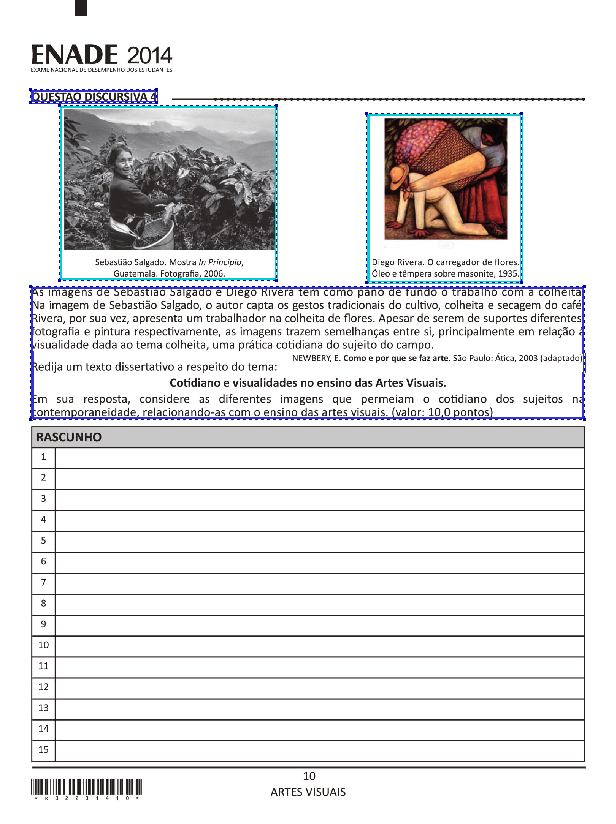 ENADE 2014
EXAME NACIONAL DE DESEMPENHO DOS ESTUDANTES
QUESTÃO DISCURSIVA 4
Sebastião Salgado. Mostra In Principio,
Guatemala. Fotografia, 2006.
Diego Rivera. O carregador de flores.
Óleo e têmpera sobre masonite, 1935.
As imagens de Sebastião Salgado e Diego Rivera têm como pano de fundo o trabalho com a colheita.
Na imagem de Sebastião Salgado, o autor capta os gestos tradicionais do cultivo, colheita e secagem do café.
Rivera, por sua vez, apresenta um trabalhador na colheita de flores. Apesar de serem de suportes diferentes,
fotografia e pintura respectivamente, as imagens trazem semelhanças entre si, principalmente em relação à
visualidade dada ao tema colheita, uma prática cotidiana do sujeito do campo.
NEWBERY, E. Como e por que se faz arte. São Paulo: Ática, 2003 (adaptado).
Redija um texto dissertativo a respeito do tema:
Cotidiano e visualidades no ensino das Artes Visuais.
Em sua resposta, considere as diferentes imagens que permeiam o cotidiano dos sujeitos na
contemporaneidade, relacionando-as com o ensino das artes visuais. (valor: 10,0 pontos)
RASCUNHO
1
2
3
4
5
6
7
8
9
10
11
12
13
14
15
10
ARTES VISUAIS